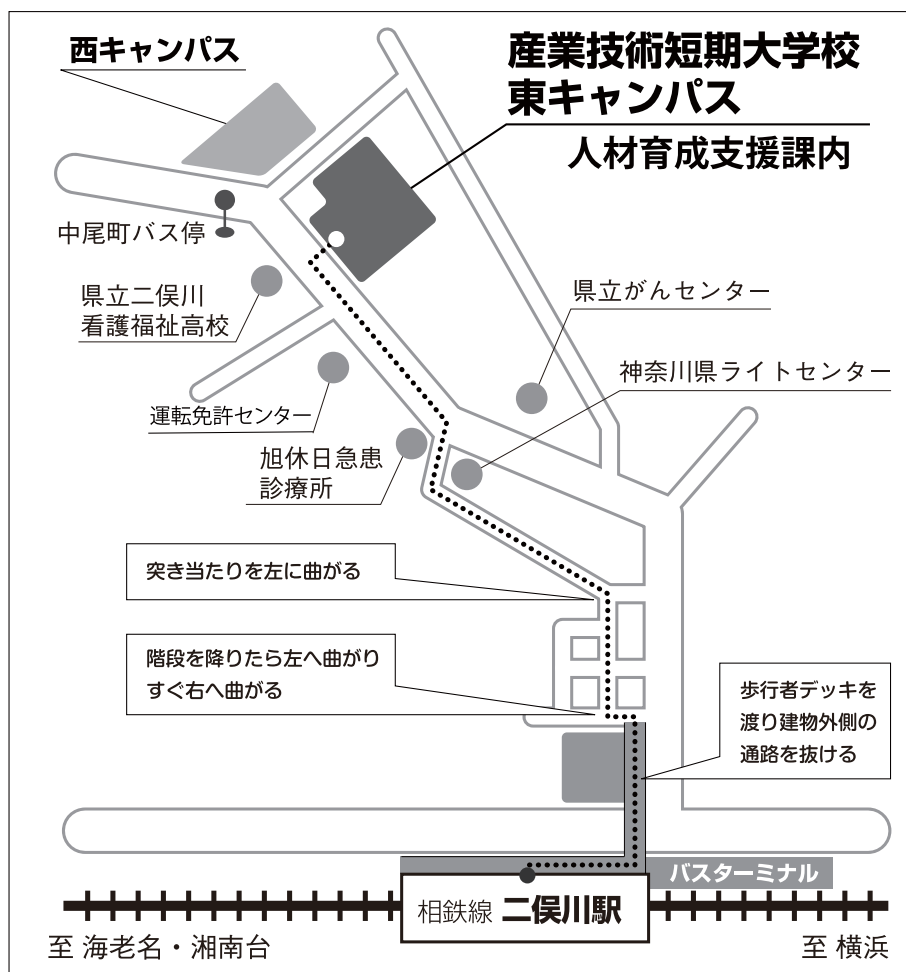 西キャンパス
産業技術短期大学校
東キャンパス
人材育成支援課内
中尾町バス停
県立二俣川
看護福祉高校
県立がんセンター
神奈川県ライトセンター
運転免許センター
旭休日急患
診療所
突き当たりを左に曲がる
階段を降りたら左へ曲がり
すぐ右へ曲がる
歩行者デッキを
渡り建物外側の
通路を抜ける
バスターミナル
相鉄線 二俣川駅
至 海老名・湘南台
至 横浜